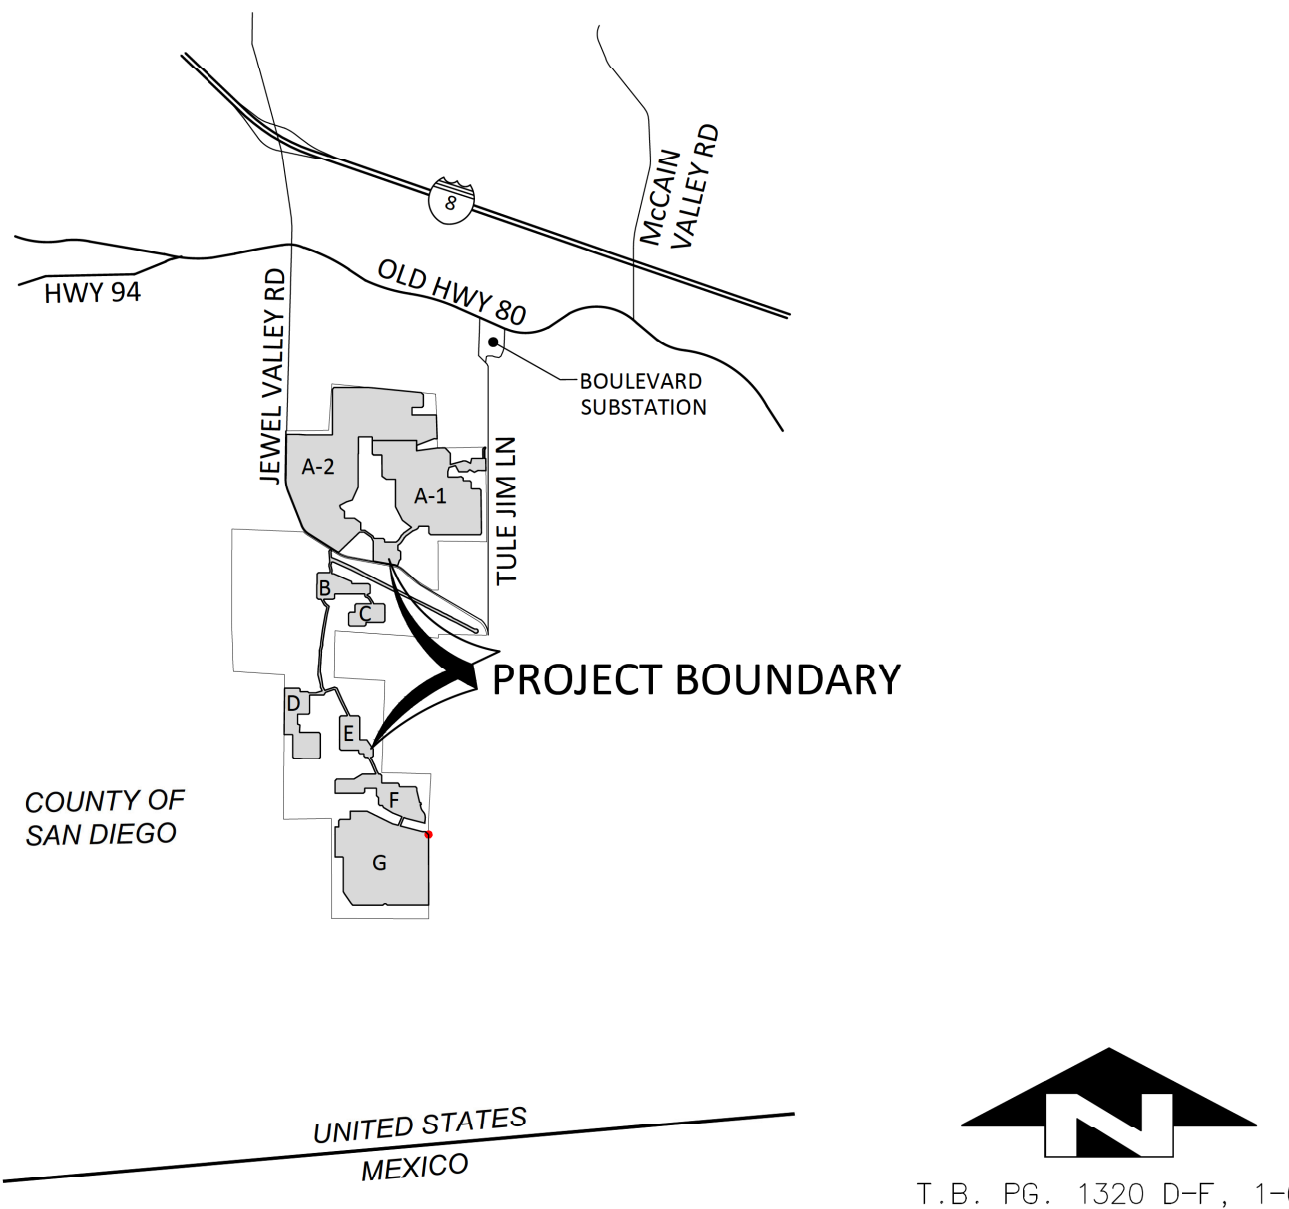 McCAIN
VALLEY RD
8
OLD HWY 80
HWY 94
JEWEL VALLEY RD
BOULEVARD
SUBSTATION
TULE JIM LN
A-2
A-1
B
C
PROJECT BOUNDARY
D
E
COUNTY OF
SAN DIEGO
F
G
N
UNITED STATES
MEXICO
T.B. PG. 1320 D-F,